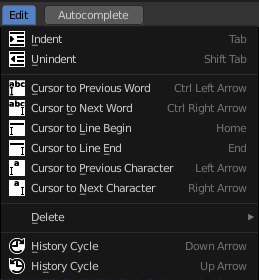 Edit Autocomplete
Indent Tab
Unindent Shift Tab
Cursor to Previous Word Ctrl Left Arrow
Cursor to Next Word Ctrl Right Arrow
Cursor to Line Begin Home
Cursor to Line End End
Cursor to Previous Character Left Arrow
Cursor to Next Character Right Arrow
Delete
History Cycle Down Arrow
History Cycle Up Arrow